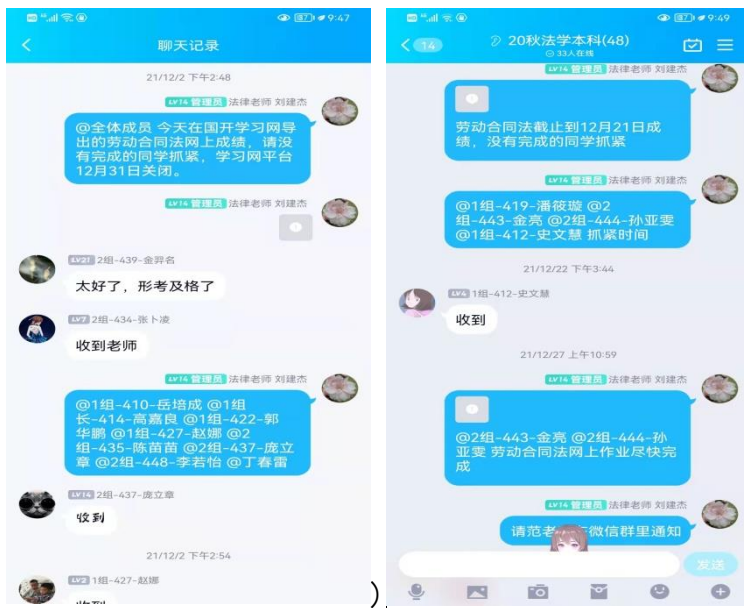 9:47
聊天记录
21/12/2 下午2:48
LV14 管理员 法律老师 刘建杰
@全体成员 今天在国开学习网导
出的劳动合同法网上成绩，请没
有完成的同学抓紧，学习网平台
12月31日关闭。
LV14 管理员 法律老师 刘建杰
LV21 2组-439-金羿名
太好了，形考及格了
LV7 2组-434-张卜凌
收到老师
LV14 管理员 法律老师 刘建杰
@1组-410-岳培成 @1组
长-414-高嘉良 @1组-422-郭
华鹏 @1组-427-赵娜 @2
组-435-陈苗苗 @2组-437-庞立
章 @2组-448-李若怡 @丁春雷
LV14 2组-437-庞立章
收到
21/12/2 下午2:54
LV2 1组-427-赵娜
收到
)
9:49
14
20秋法学本科(48)
33人在线
LV14 管理员 法律老师 刘建杰
劳动合同法截止到12月21日成
绩，没有完成的同学抓紧
LV14 管理员 法律老师 刘建杰
@1组-419-潘筱璇 @2
组-443-金亮 @2组-444-孙亚雯
@1组-412-史文慧 抓紧时间
21/12/22 下午3:44
LV4 1组-412-史文慧
收到
21/12/27 上午10:59
LV14 管理员 法律老师 刘建杰
@2组-443-金亮 @2组-444-孙
亚雯 劳动合同法网上作业尽快完
成
LV14 管理员 法律老师 刘建杰
请范老 微信群里通知
发送